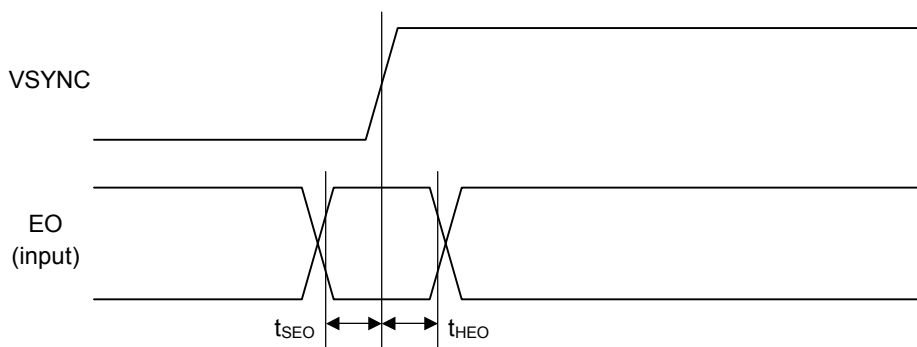 VSYNC
EO
(input)
tSEO
tHEO